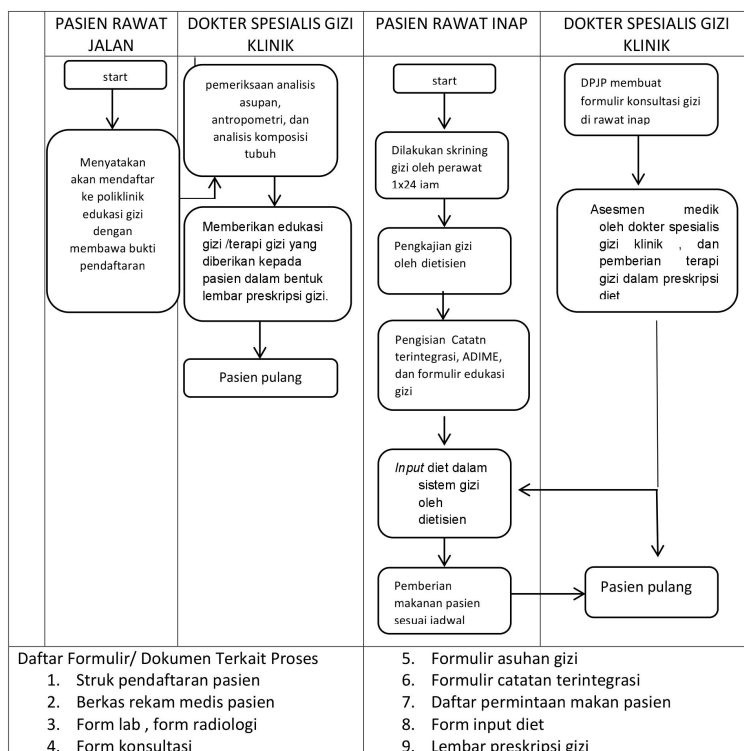 PASIEN RAWAT
JALAN
DOKTER SPESIALIS GIZI
KLINIK
PASIEN RAWAT INAP
DOKTER SPESIALIS GIZI
KLINIK
start
Menyatakan
akan mendaftar
ke poliklinik
edukasi gizi
dengan
membawa bukti
pendaftaran
pemeriksaan analisis
asupan,
antropometri, dan
analisis komposisi
tubuh
Memberikan edukasi
gizi /terapi gizi yang
diberikan kepada
pasien dalam bentuk
lembar preskripsi gizi.
Pasien pulang
start
Dilakukan skrining
gizi oleh perawat
1x24 jam
Pengkajian gizi
oleh dietisien
Pengisian Catatn
terintegrasi, ADIME,
dan formulir edukasi
gizi
Input diet dalam
sistem gizi
oleh
dietisien
Pemberian
makanan pasien
sesuai jadwal
DPJP membuat
formulir konsultasi gizi
di rawat inap
Asesmen medik
oleh dokter spesialis
gizi klinik , dan
pemberian terapi
gizi dalam preskripsi
diet
Pasien pulang
Daftar Formulir/ Dokumen Terkait Proses
1. Struk pendaftaran pasien
2. Berkas rekam medis pasien
3. Form lab , form radiologi
4. Form konsultasi
5. Formulir asuhan gizi
6. Formulir catatan terintegrasi
7. Daftar permintaan makan pasien
8. Form input diet
9. Lembar preskripsi gizi